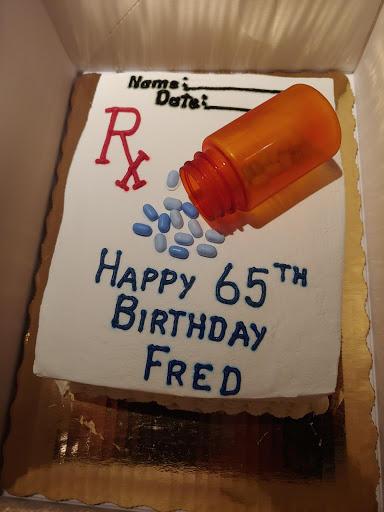 Name:
Date:
Rx
HAPPY 65TH
BIRTHDAY
FRED